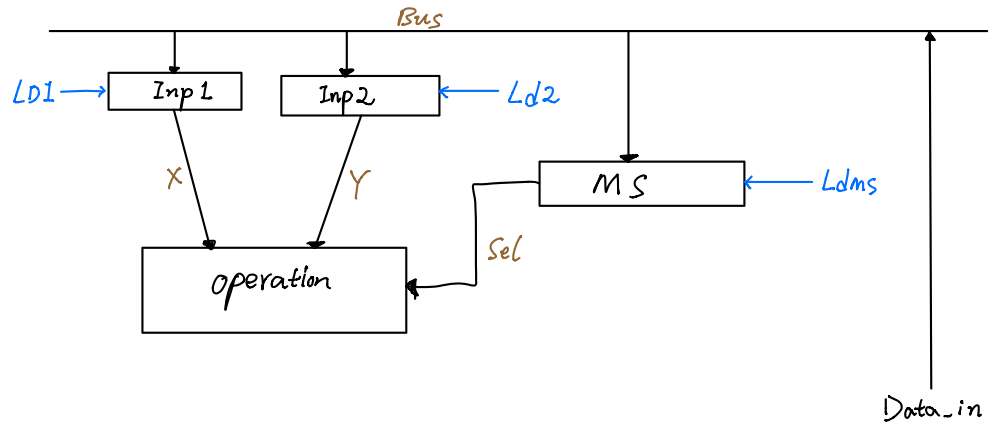 Bus
LD1
Inp1
Inp2
Ld2
X
Y
MS
Ldms
Sel
operation
Data_in